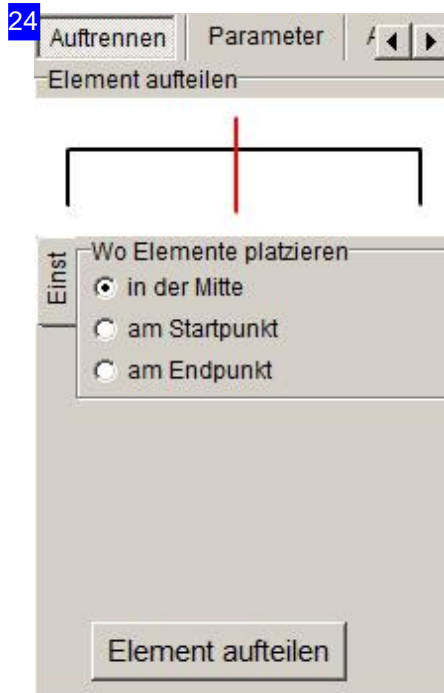 24
Auftrennen Parameter
Element aufteilen
Einst
Wo Elemente platzieren
in der Mitte
am Startpunkt
am Endpunkt
Element aufteilen